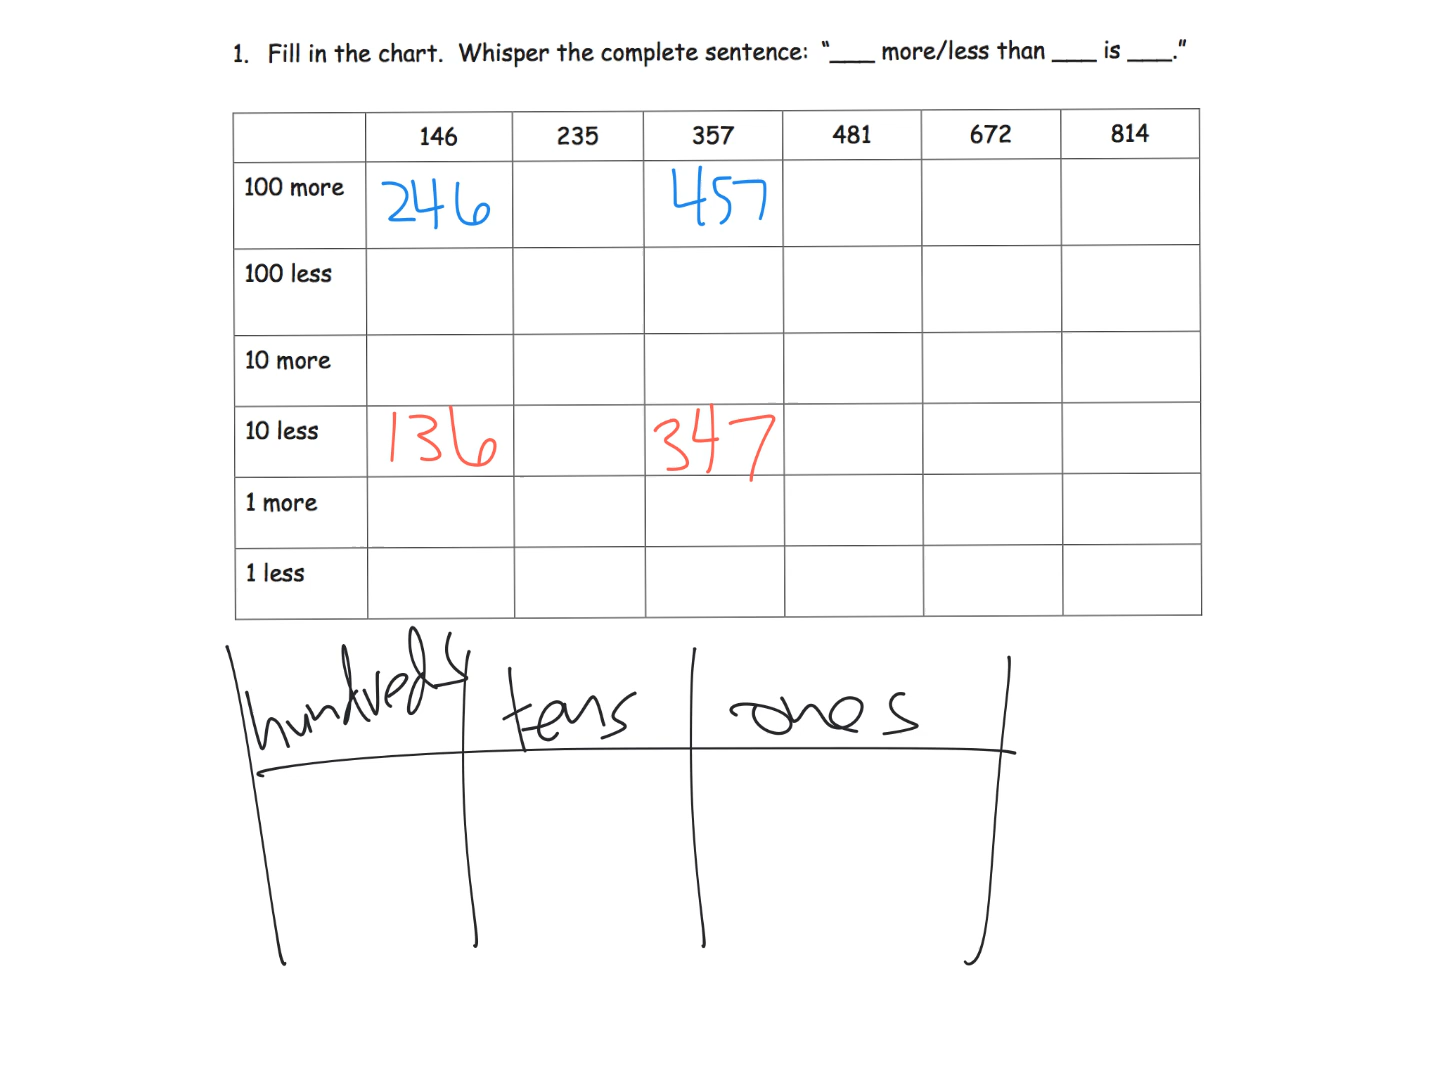 1. Fill in the chart. Whisper the complete sentence: “___ more/less than ___ is ___.”
146 235 357 481 672 814
100 more 246 457
100 less
10 more
10 less 136 347
1 more
1 less
hundreds tens ones